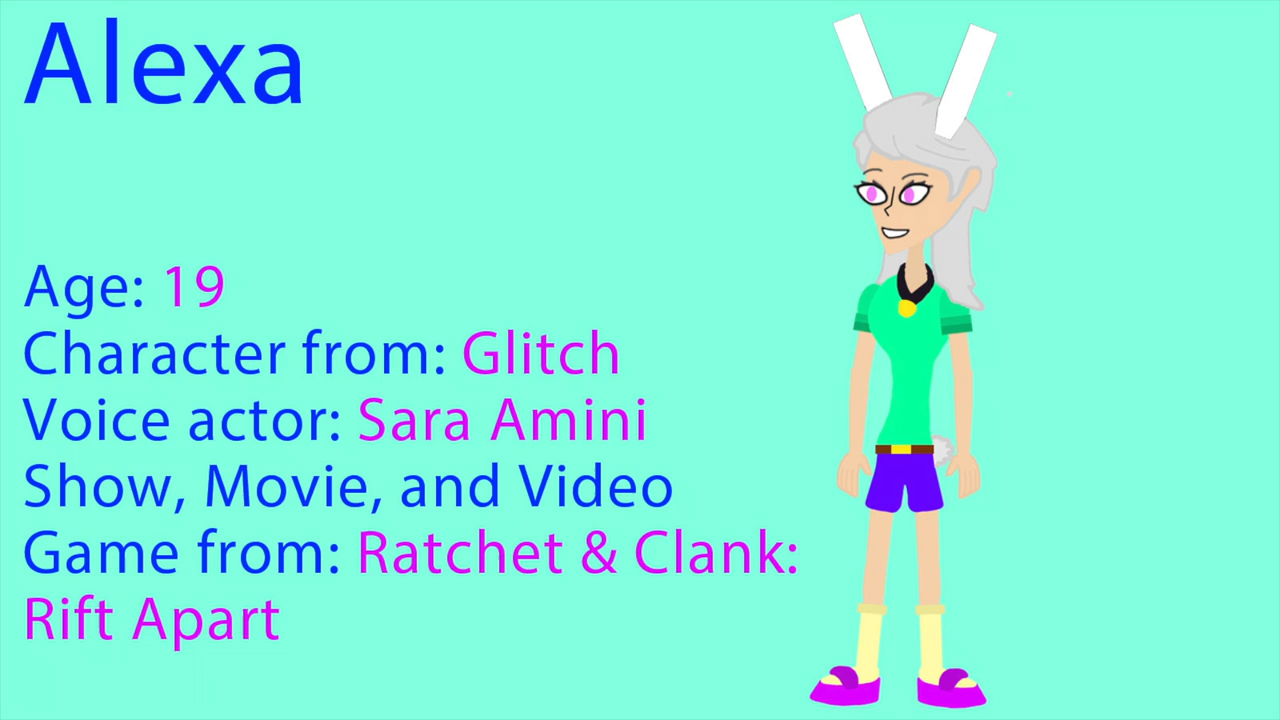 Alexa
Age: 19
Character from: Glitch
Voice actor: Sara Amini
Show, Movie, and Video
Game from: Ratchet & Clank:
Rift Apart